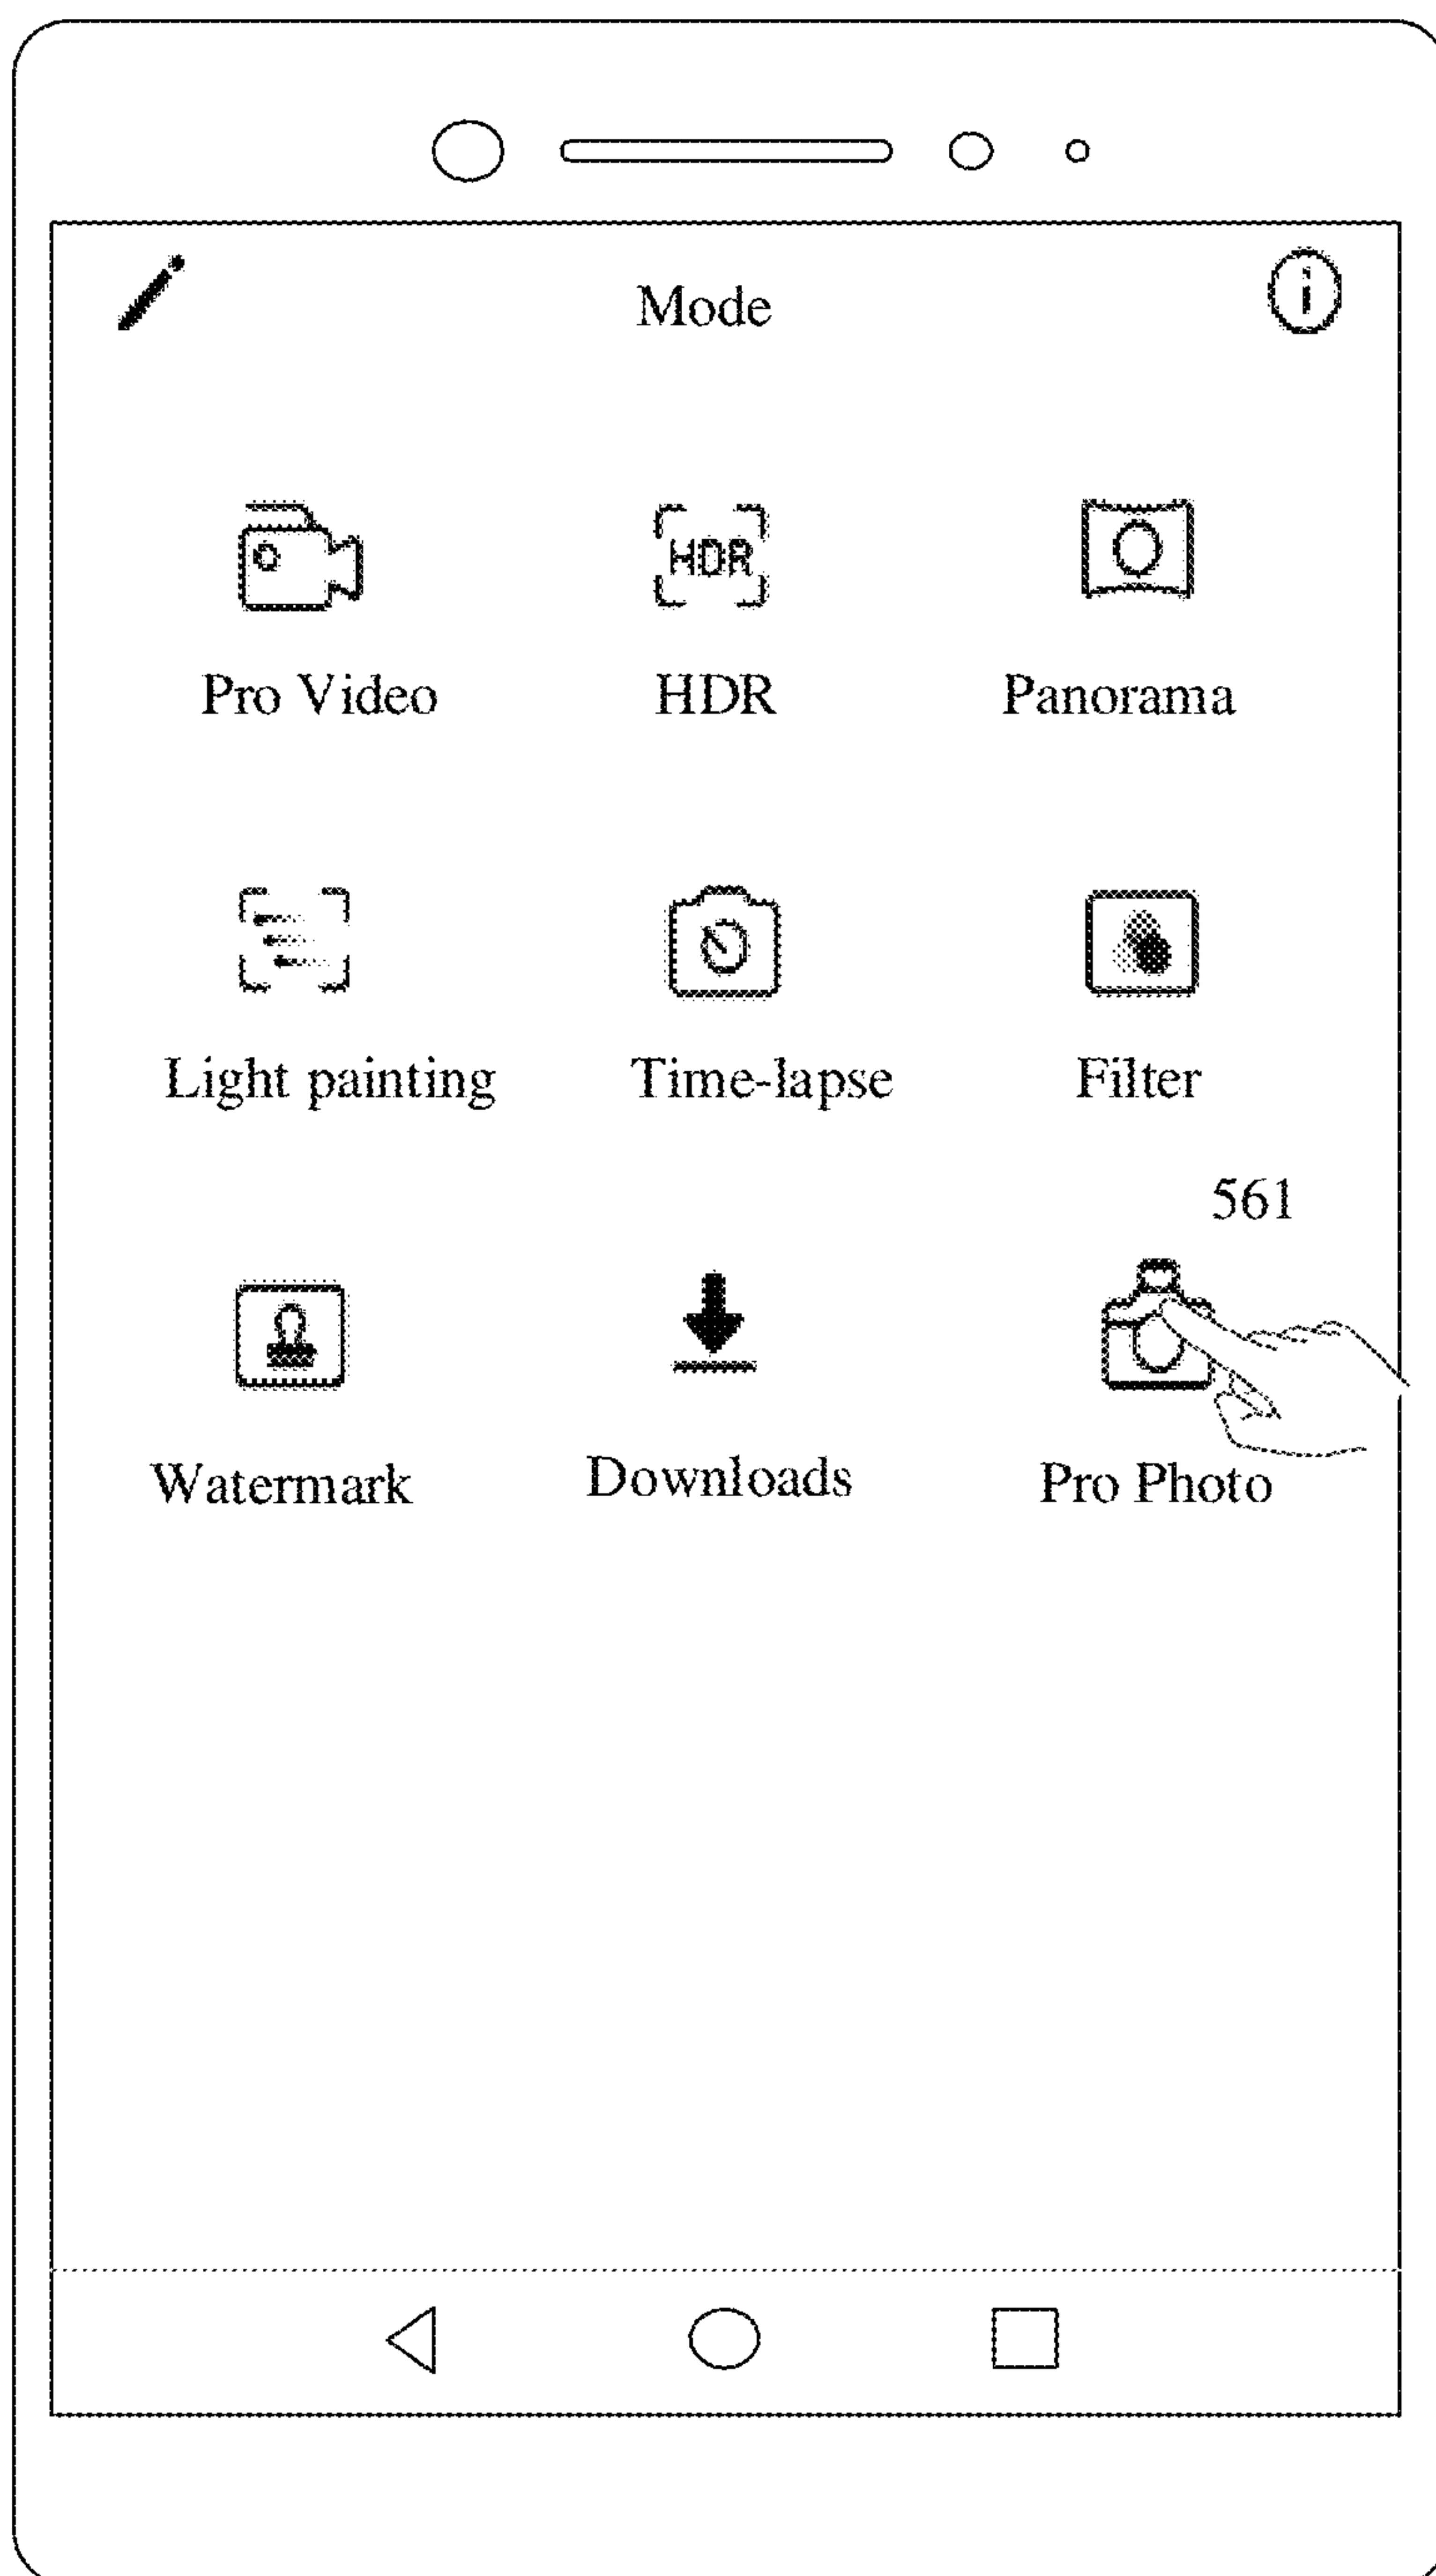 Mode
i
HDR
Pro Video HDR Panorama
Light painting Time-lapse Filter
561
Watermark Downloads Pro Photo